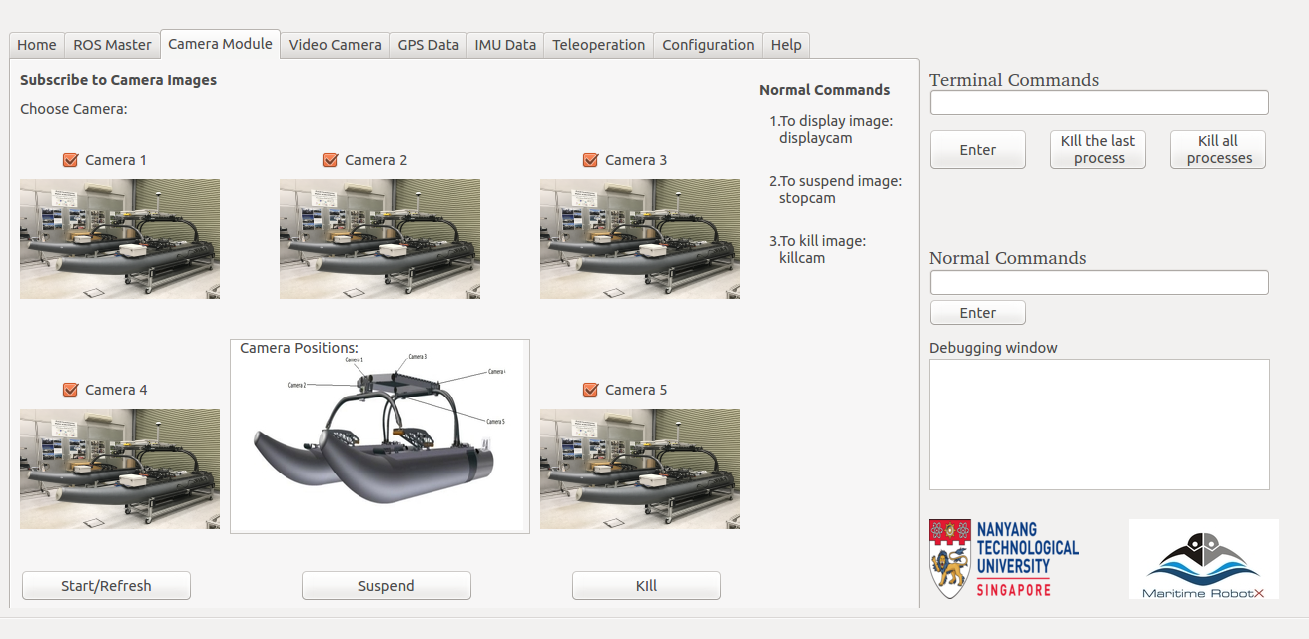 Home
ROS Master
Camera Module
Video Camera
GPS Data
IMU Data
Teleoperation
Configuration
Help
Subscribe to Camera Images
Choose Camera:
Camera 1
Camera 2
Camera 3
Camera 4
Camera Positions:
Camera 1
Camera 3
Camera 2
Camera
Camera 5
Camera 5
Start/Refresh
Suspend
KIll
Normal Commands
1.To display image:
displaycam
2.To suspend image:
stopcam
3.To kill image:
killcam
Terminal Commands
Enter
KIll the last
process
Kill all
processes
Normal Commands
Enter
Debugging window
NANYANG
TECHNOLOGICAL
UNIVERSITY
SINGAPORE
Maritime RobotX